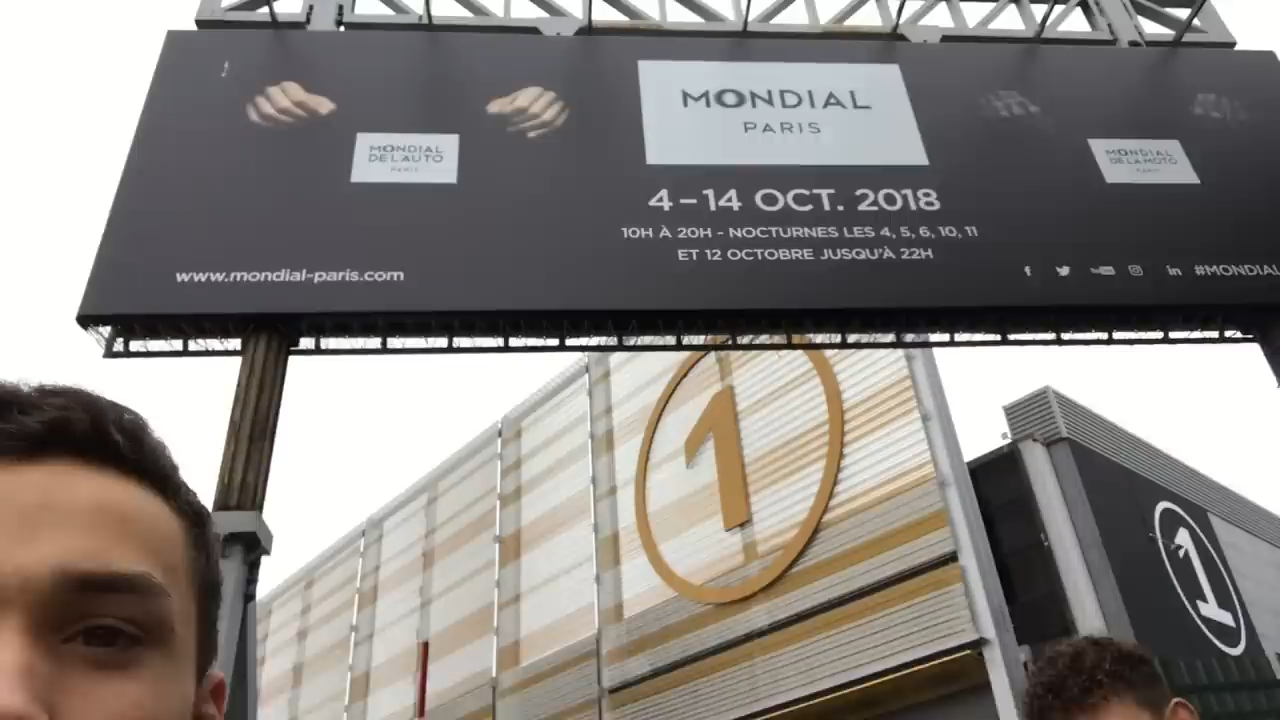 MONDIAL
DE L'AUTO
PARIS
MONDIAL
PARIS
4-14 OCT. 2018
10H À 20H - NOCTURNES LES 4, 5, 6, 10, 11
ET 12 OCTOBRE JUSQU'À 22H
MONDIAL
DE LA MOTO
PARIS
www.mondial-paris.com
#MONDIAL
1
1